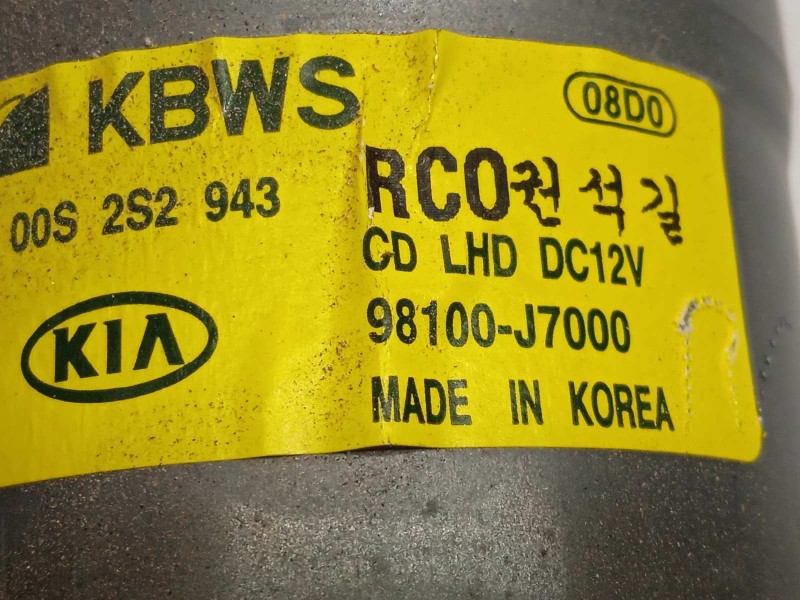 KBWS
08D0
00S 2S2 943
RCO권석길
CD LHD DC12V
98100-J7000
KIA
MADE IN KOREA